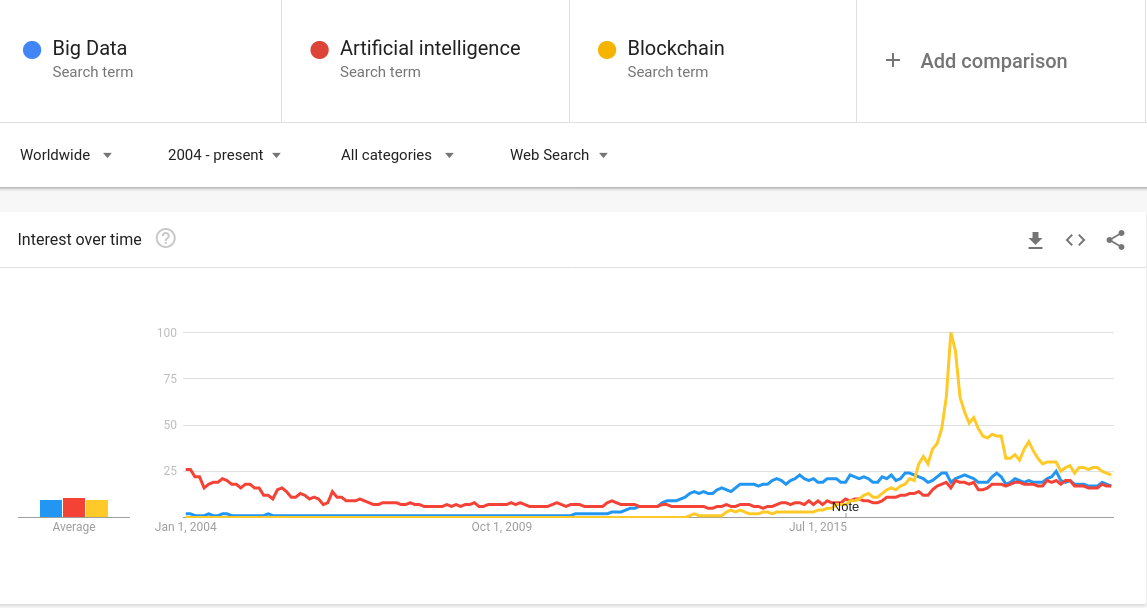 Big Data
Search term
Artificial intelligence
Search term
Blockchain
Search term
+ Add comparison
Worldwide
2004 - present
All categories
Web Search
Interest over time
?
100
75
50
25
Note
Average
Jan 1, 2004
Oct 1, 2009
Jul 1, 2015